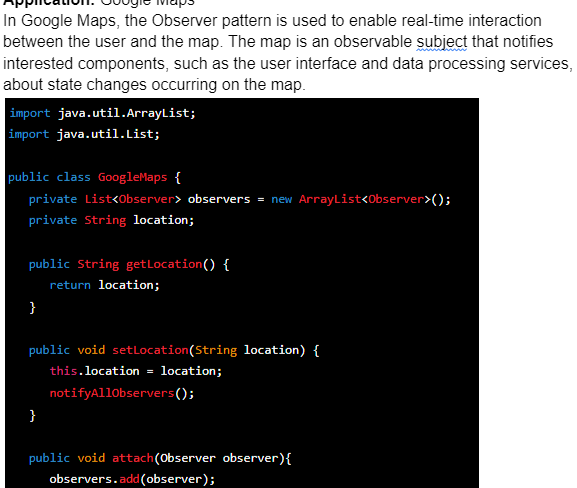 Application: Google Maps
In Google Maps, the Observer pattern is used to enable real-time interaction
between the user and the map. The map is an observable subject that notifies
interested components, such as the user interface and data processing services,
about state changes occurring on the map.
import java.util.ArrayList;
import java.util.List;
public class GoogleMaps {
private List<Observer> observers = new ArrayList<Observer>();
private String location;
public String getLocation() {
return location;
}
public void setLocation(String location) {
this.location = location;
notifyAllObservers();
}
public void attach(Observer observer){
observers.add(observer);